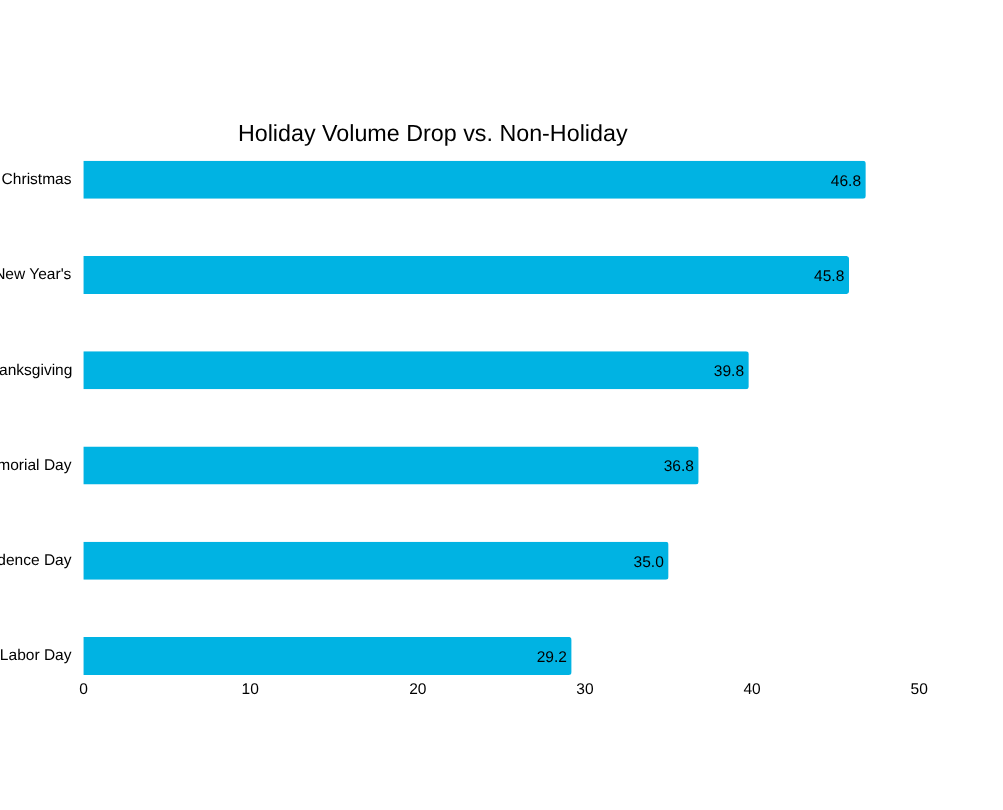 Holiday Volume Drop vs. Non-Holiday
Christmas
46.8
New Year's
45.8
anksgiving
39.8
morial Day
36.8
dence Day
35.0
Labor Day
29.2
0 10 20 30 40 50